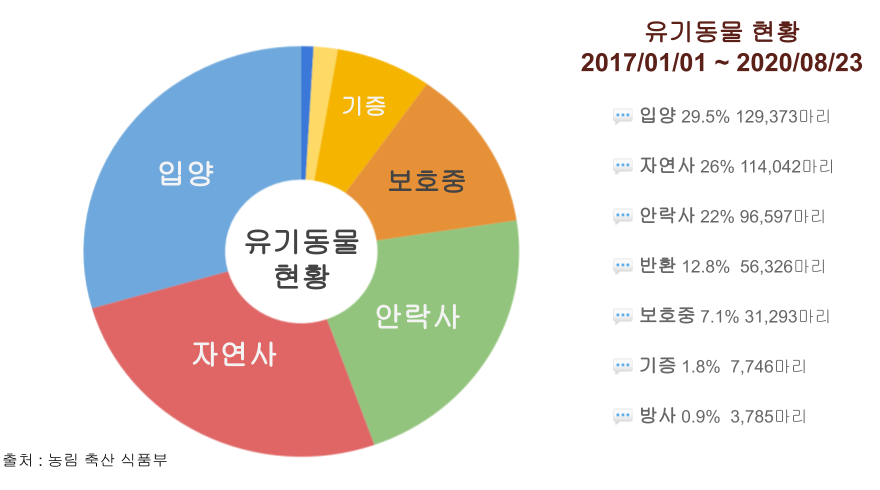 유기동물 현황
2017/01/01 ~ 2020/08/23
기증
입양
보호중
유기동물
현황
안락사
자연사
입양 29.5% 129,373마리
자연사 26% 114,042마리
안락사 22% 96,597마리
반환 12.8% 56,326마리
보호중 7.1% 31,293마리
기증 1.8% 7,746마리
방사 0.9% 3,785마리
출처 : 농림 축산 식품부